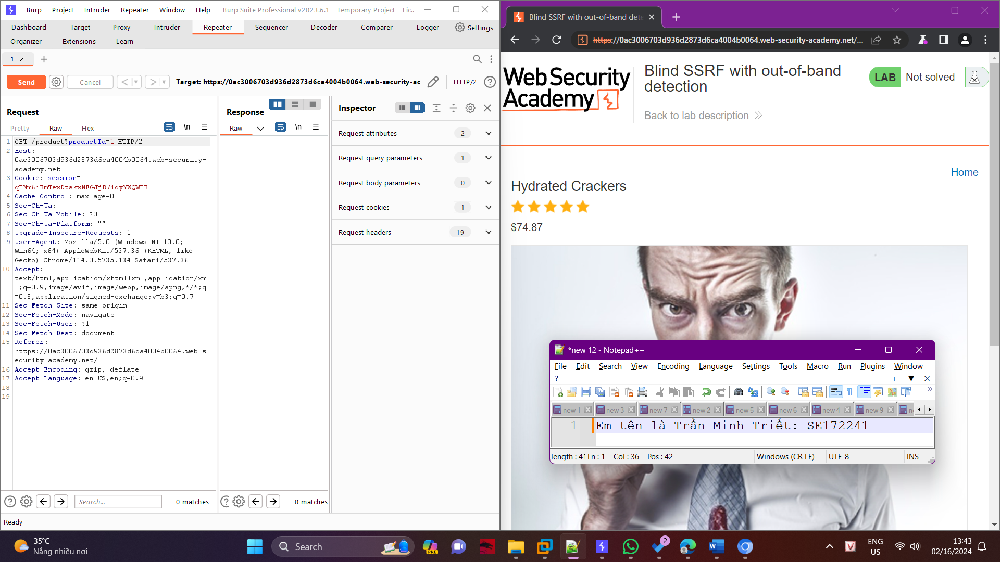 Burp Project Intruder Repeater Window Help Burp Suite Professional v2023.6.1 - Temporary Project - Lic...
Dashboard Target Proxy Intruder Repeater Sequencer Decoder Comparer Logger Settings
Organizer Extensions Learn
1 ×
Send Cancel Target: https://0ac3006703d936d2873d6ca4004b0064.web-security-ac HTTP/2
Request
Pretty Raw Hex \n
1 GET /product?productId=1 HTTP/2
2 Host:
0ac3006703d936d2873d6ca4004b0064.web-security-
academy.net
3 Cookie: session=
qFNm6iBmTewDtskwNEGJjB7idyYWQWFB
4 Cache-Control: max-age=0
5 Sec-Ch-Ua:
6 Sec-Ch-Ua-Mobile: ?0
7 Sec-Ch-Ua-Platform: ""
8 Upgrade-Insecure-Requests: 1
9 User-Agent: Mozilla/5.0 (Windows NT 10.0;
Win64; x64) AppleWebKit/537.36 (KHTML, like
Gecko) Chrome/114.0.5735.134 Safari/537.36
10 Accept:
text/html,application/xhtml+xml,application/xm
l;q=0.9,image/avif,image/webp,image/apng,*/*;q
=0.8,application/signed-exchange;v=b3;q=0.7
11 Sec-Fetch-Site: same-origin
12 Sec-Fetch-Mode: navigate
13 Sec-Fetch-User: ?1
14 Sec-Fetch-Dest: document
15 Referer:
https://0ac3006703d936d2873d6ca4004b0064.web-s
ecurity-academy.net/
16 Accept-Encoding: gzip, deflate
17 Accept-Language: en-US,en;q=0.9
18
19
Search... 0 matches
Ready
Response
Raw \n
0 matches
Inspector
Request attributes 2
Request query parameters 1
Request body parameters 0
Request cookies 1
Request headers 19
Blind SSRF with out-of-band dete
https://0ac3006703d936d2873d6ca4004b0064.web-security-academy.net/...
Web Security
Academy
Blind SSRF with out-of-band
detection
Back to lab description
LAB Not solved
Home
Hydrated Crackers
$74.87
*new 12 - Notepad++
File Edit Search View Encoding Language Settings Tools Macro Run Plugins Window
?
new 1 new 3 new 7 new 2 new 5 new 6 new 4 new 9
1 Em tên là Trần Minh Triết: SE172241
length : 41 Ln : 1 Col : 36 Pos : 42 Windows (CR LF) UTF-8 INS
35°C
Nắng nhiều nơi
Search
PRE
2
V
ENG
US
13:43
02/16/2024